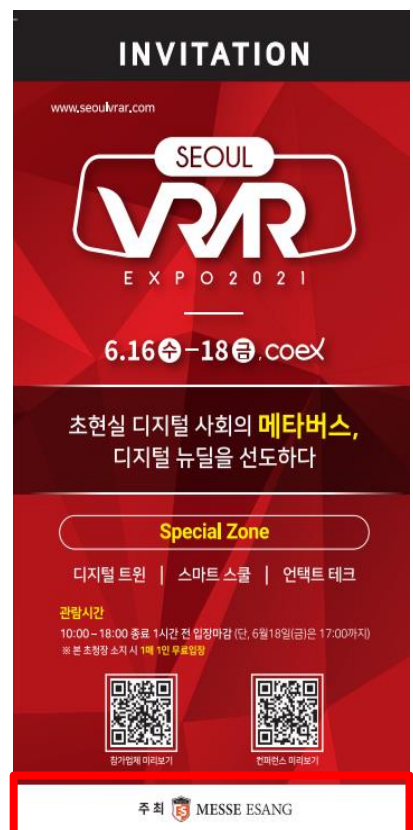 INVITATION
www.seoulvrar.com
SEOUL
VRAR
EXPO2021
6.16 수 - 18 금, coex
초현실 디지털 사회의 메타버스,
디지털 뉴딜을 선도하다
Special Zone
디지털 트윈 | 스마트 스쿨 | 언택트 테크
관람시간
10:00 – 18:00 종료 1시간 전 입장마감 (단, 6월18일(금)은 17:00까지)
※ 본 초청장 소지 시 1매 1인 무료입장
참가업체 미리보기 컨퍼런스 미리보기
주 최 ES MESSE ESANG